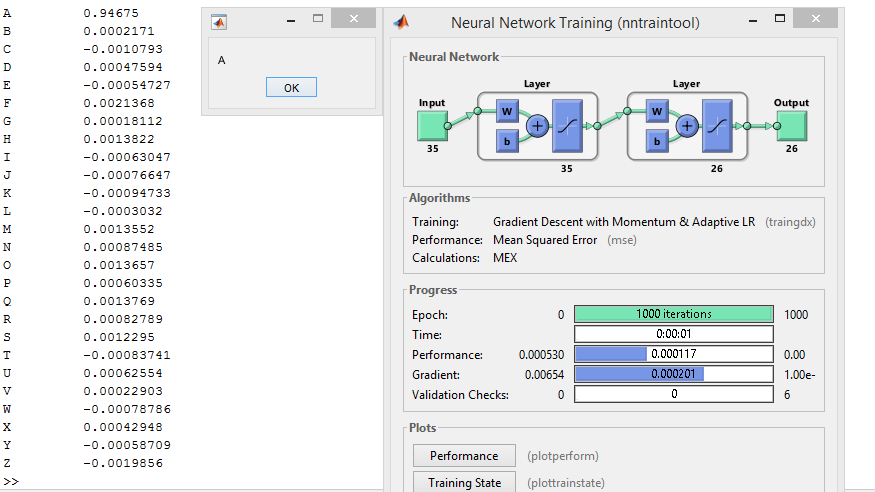 A 0.94675
B 0.0002171
C -0.0010793
D 0.00047594
E -0.00054727
F 0.0021368
G 0.00018112
H 0.0013822
I -0.00063047
J -0.00076647
K -0.00094733
L -0.0003032
M 0.0013552
N 0.00087485
O 0.0013657
P 0.00060335
Q 0.0013769
R 0.00082789
S 0.0012295
T -0.00083741
U 0.00062554
V 0.00022903
W -0.00078786
X 0.00042948
Y -0.00058709
Z -0.0019856
>>
A
OK
Neural Network Training (nntraintool)
Neural Network
Layer Layer
Input Output
W W
b b
35 26
35 26
Algorithms
Training: Gradient Descent with Momentum & Adaptive LR (traingdx)
Performance: Mean Squared Error (mse)
Calculations: MEX
Progress
Epoch: 0 1000 iterations 1000
Time: 0:00:01
Performance: 0.000530 0.000117 0.00
Gradient: 0.00654 0.000201 1.00e-
Validation Checks: 0 0 6
Plots
Performance (plotperform)
Training State (plottrainstate)